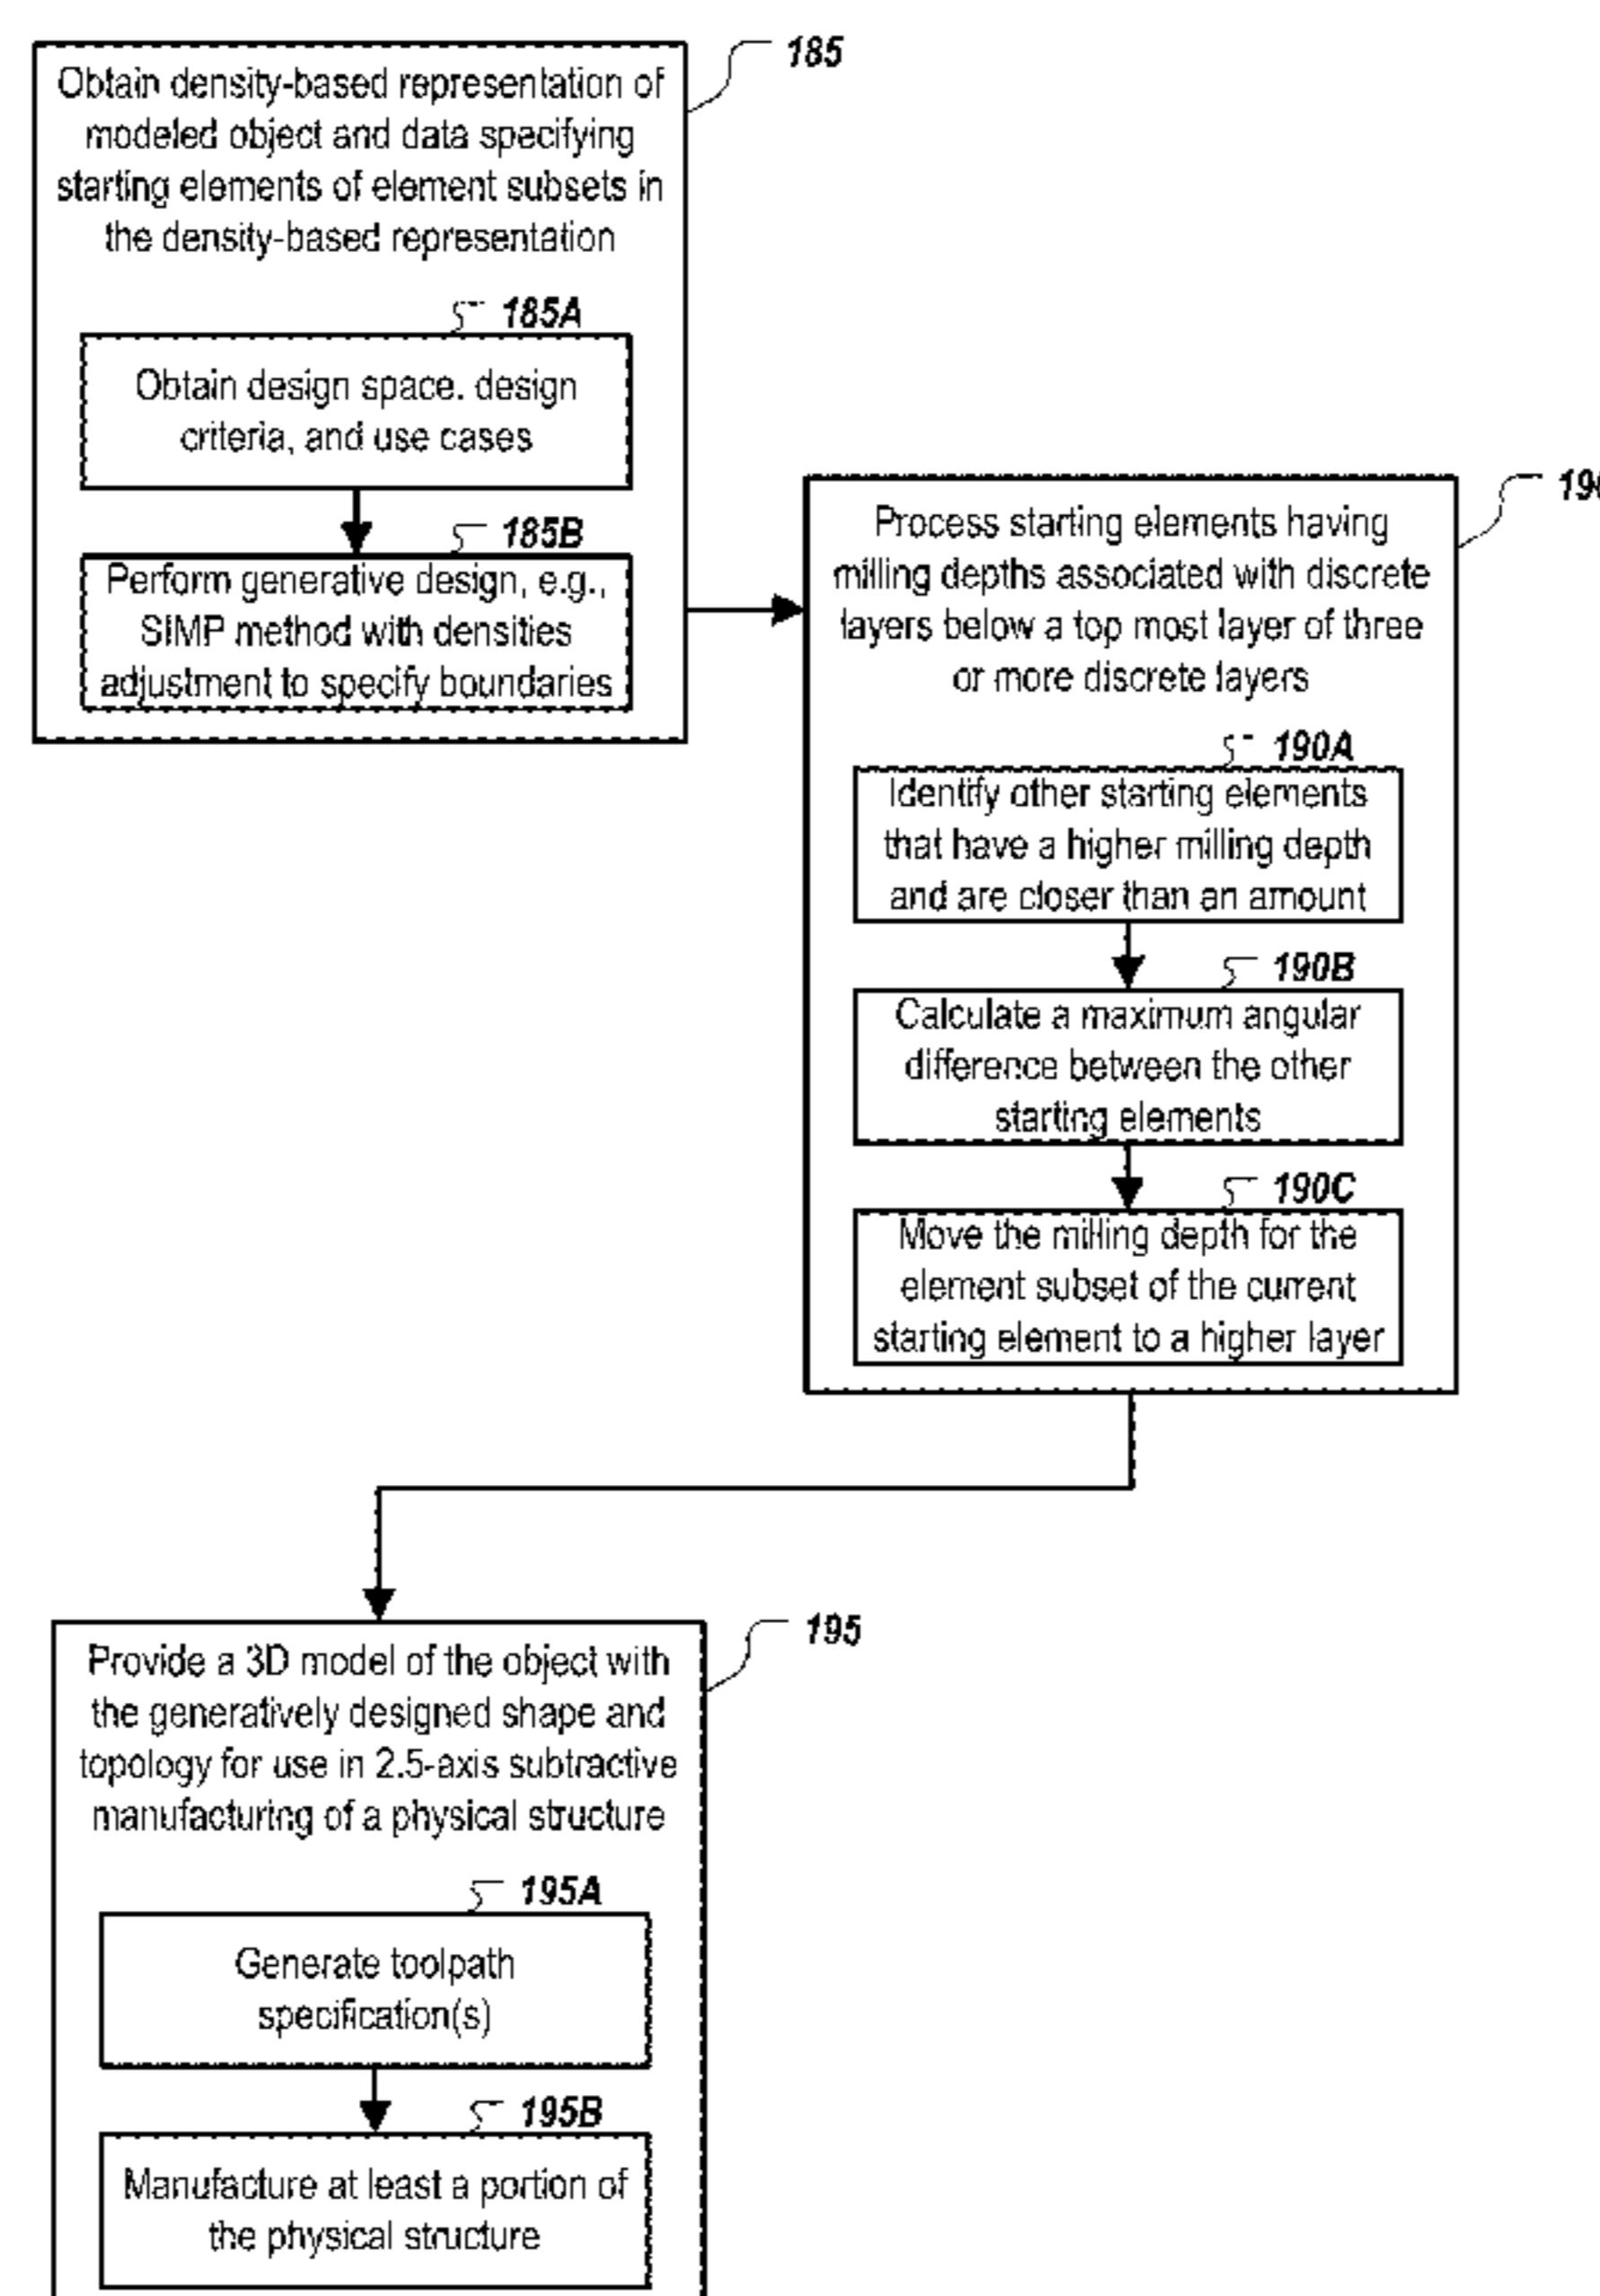 185
Obtain density-based representation of
modeled object and data specifying
starting elements of element subsets in
the density-based representation
185A
Obtain design space. design
criteria, and use cases
185B
Perform generative design, e.g.,
SIMP method with densities
adjustment to specify boundaries
Process starting elements having
milling depths associated with discrete
layers below a top most layer of three
or more discrete layers
190A
Identify other starting elements
that have a higher milling depth
and are closer than an amount
190B
Calculate a maximum angular
difference between the other
starting elements
190C
Move the milling depth for the
element subset of the current
starting element to a higher layer
195
Provide a 3D model of the object with
the generatively designed shape and
topology for use in 2.5-axis subtractive
manufacturing of a physical structure
195A
Generate toolpath
specification(s)
195B
Manufacture at least a portion of
the physical structure